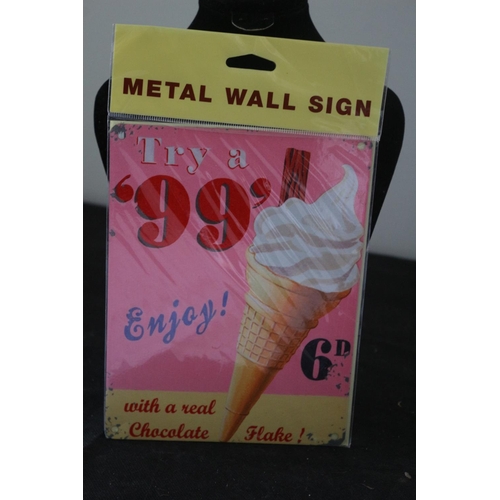 METAL WALL SIGN
Try a
'99'
Enjoy!
6D
with a real
Chocolate Flake!